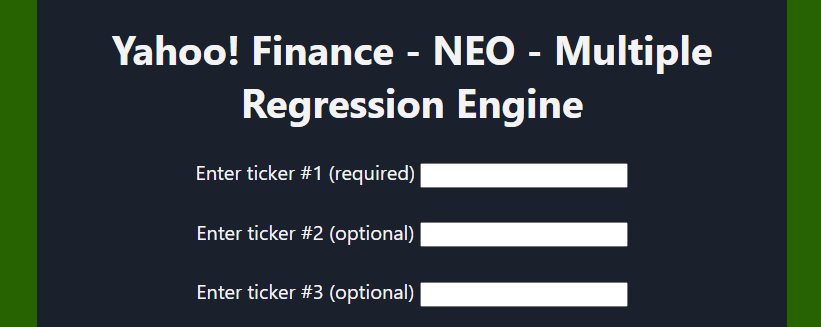 Yahoo! Finance - NEO - Multiple
Regression Engine
Enter ticker #1 (required)
Enter ticker #2 (optional)
Enter ticker #3 (optional)